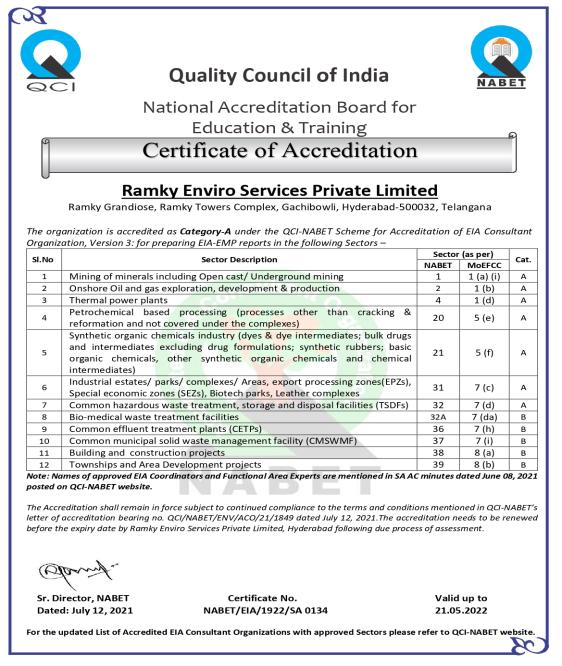 QCI
NABET
Quality Council of India
National Accreditation Board for
Education & Training
Certificate of Accreditation
Ramky Enviro Services Private Limited
Ramky Grandiose, Ramky Towers Complex, Gachibowli, Hyderabad-500032, Telangana
The organization is accredited as Category-A under the QCI-NABET Scheme for Accreditation of EIA Consultant
Organization, Version 3: for preparing EIA-EMP reports in the following Sectors –
Sl.No Sector Description Sector (as per) Cat.
NABET MoEFCC
1 Mining of minerals including Open cast/ Underground mining 1 1 (a) (i) A
2 Onshore Oil and gas exploration, development & production 2 1 (b) A
3 Thermal power plants 4 1 (d) A
4 Petrochemical based processing (processes other than cracking &
reformation and not covered under the complexes) 20 5 (e) A
5 Synthetic organic chemicals industry (dyes & dye intermediates; bulk drugs
and intermediates excluding drug formulations; synthetic rubbers; basic
organic chemicals, other synthetic organic chemicals and chemical
intermediates) 21 5 (f) A
6 Industrial estates/ parks/ complexes/ Areas, export processing zones(EPZs),
Special economic zones (SEZs), Biotech parks, Leather complexes 31 7 (c) A
7 Common hazardous waste treatment, storage and disposal facilities (TSDFs) 32 7 (d) A
8 Bio-medical waste treatment facilities 32A 7 (da) B
9 Common effluent treatment plants (CETPs) 36 7 (h) B
10 Common municipal solid waste management facility (CMSWMF) 37 7 (i) B
11 Building and construction projects 38 8 (a) B
12 Townships and Area Development projects 39 8 (b) B
NABET
Note: Names of approved EIA Coordinators and Functional Area Experts are mentioned in SA AC minutes dated June 08, 2021
posted on QCI-NABET website.
The Accreditation shall remain in force subject to continued compliance to the terms and conditions mentioned in QCI-NABET's
letter of accreditation bearing no. QCI/NABET/ENV/ACO/21/1849 dated July 12, 2021.The accreditation needs to be renewed
before the expiry date by Ramky Enviro Services Private Limited, Hyderabad following due process of assessment.
Sr. Director, NABET Certificate No. Valid up to
Dated: July 12, 2021 NABET/EIA/1922/SA 0134 21.05.2022
For the updated List of Accredited EIA Consultant Organizations with approved Sectors please refer to QCI-NABET website.